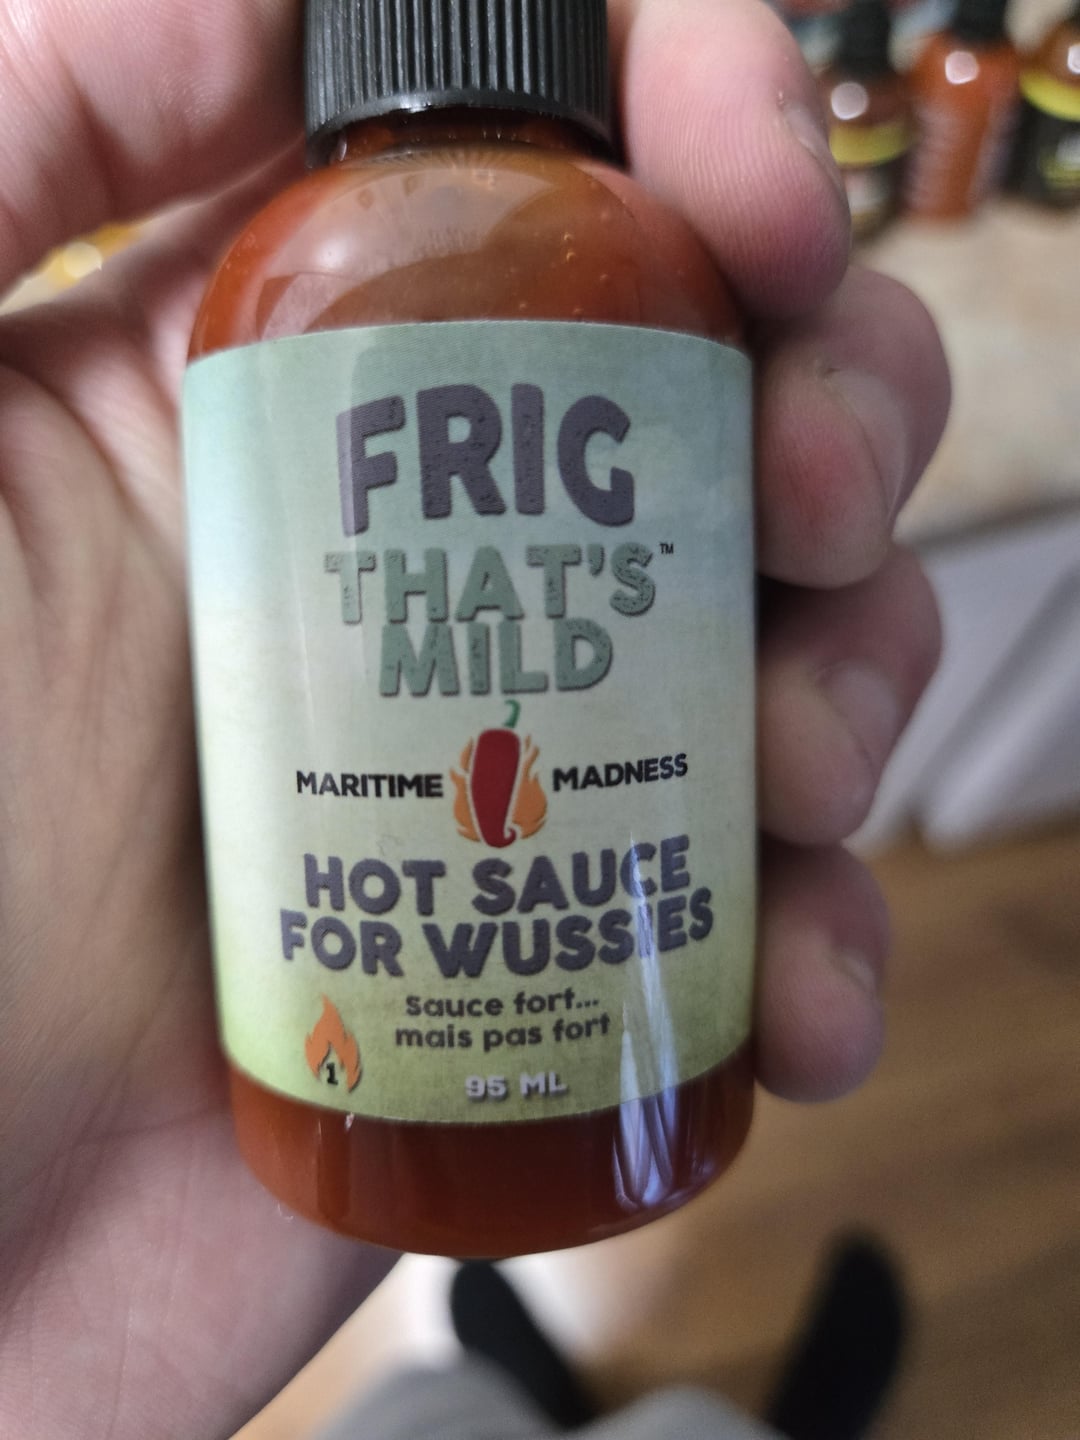 FRIG
THAT'S™
MILD
MARITIME MADNESS
HOT SAUCE
FOR WUSSIES
Sauce fort...
mais pas fort
1
95 ML